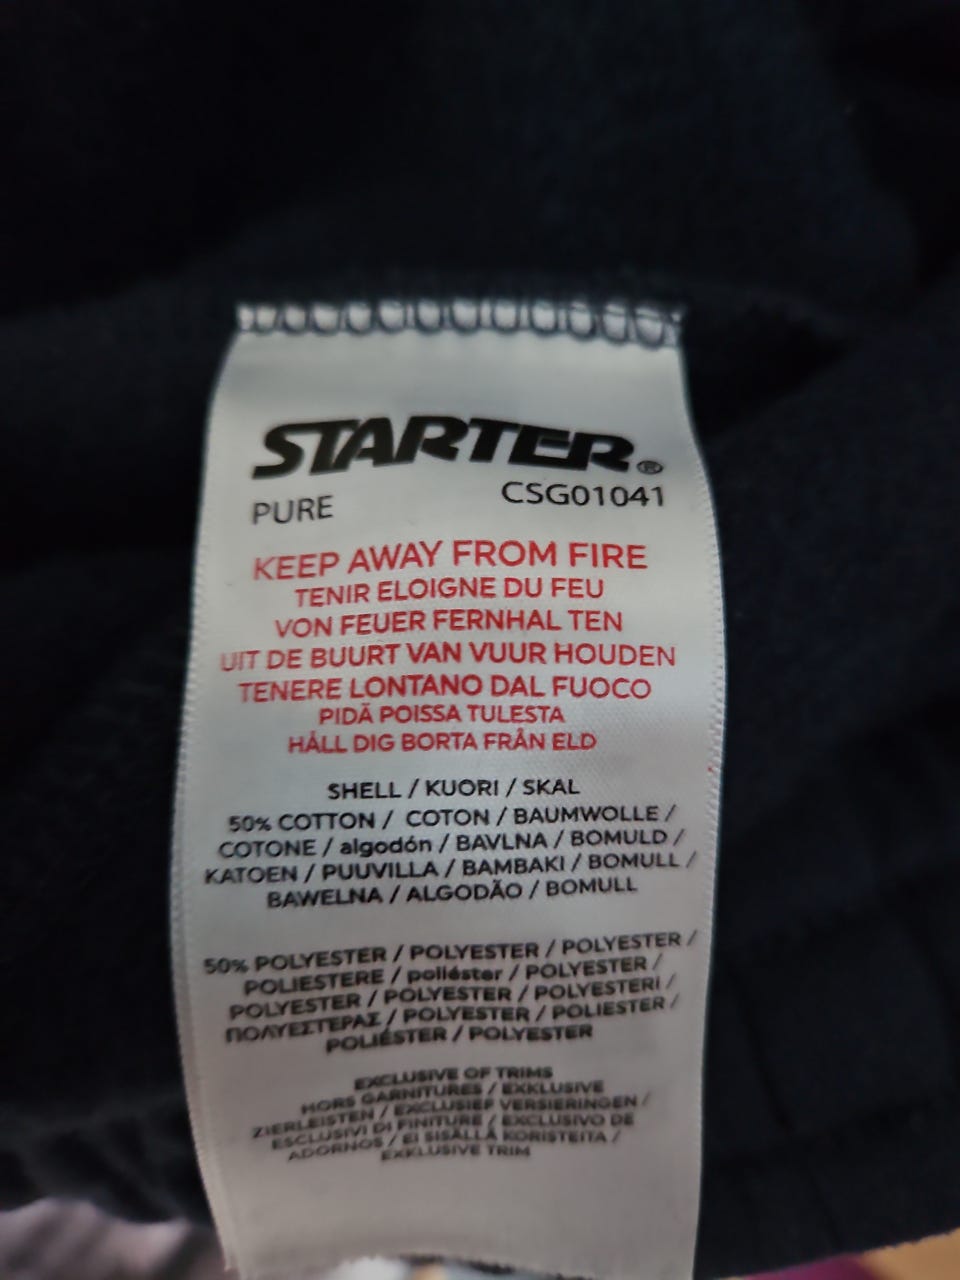 STARTER®
PURE CSG01041
KEEP AWAY FROM FIRE
TENIR ELOIGNE DU FEU
VON FEUER FERNHAL TEN
UIT DE BUURT VAN VUUR HOUDEN
TENERE LONTANO DAL FUOCO
PIDÄ POISSA TULESTA
HÅLL DIG BORTA FRÅN ELD
SHELL / KUORI / SKAL
50% COTTON / COTON / BAUMWOLLE /
COTONE / algodón / BAVLNA / BOMULD /
KATOEN / PUUVILLA / BAMBAKI / BOMULL /
BAWELNA / ALGODÃO / BOMULL
50% POLYESTER / POLYESTER / POLYESTER /
POLIESTERE / poliéster / POLYESTER /
POLYESTER / POLYESTER / POLYESTERI /
ΠΟΛΥΕΣΤΕΡΑΣ / POLYESTER / POLIESTER /
POLIÉSTER / POLYESTER
EXCLUSIVE OF TRIMS
HORS GARNITURES / EXKLUSIVE
ZIERLEISTEN / EXCLUSIEF VERSIERINGEN /
ESCLUSIVI DI FINITURE / EXCLUSIVO DE
ADORNOS / EI SISÄLLÄ KORISTEITA /
EXKLUSIVE TRIM